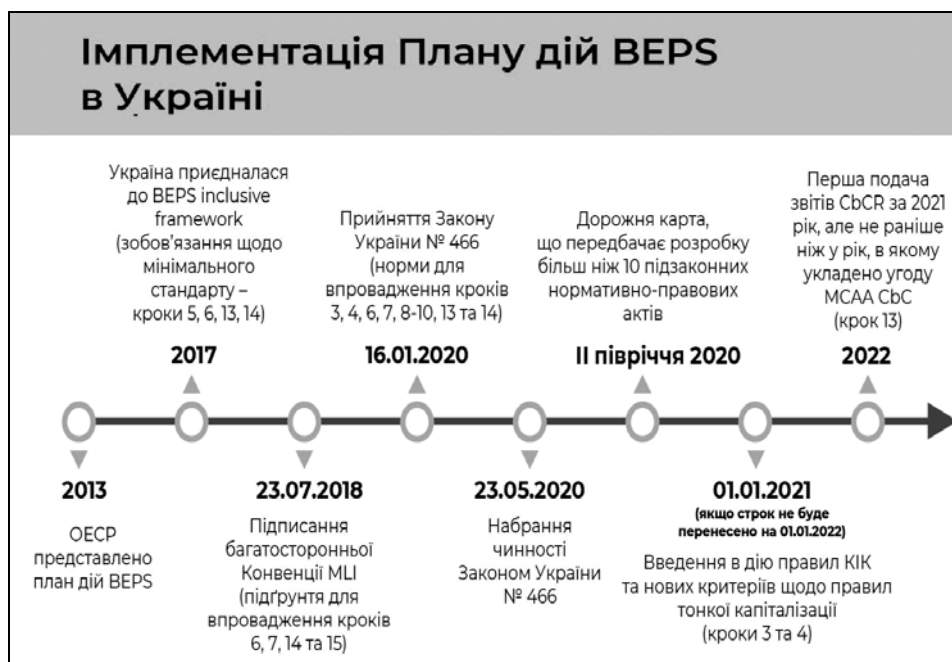 Імплементація Плану дій BEPS
в Україні
Україна приєдналася
до BEPS inclusive
framework
(зобов'язання щодо
мінімального
стандарту –
кроки 5, 6, 13, 14)
2017
Прийняття Закону
України № 466
(норми для
впровадження кроків
3, 4, 6, 7, 8-10, 13 та 14)
16.01.2020
Дорожня карта,
що передбачає розробку
більш ніж 10 підзаконних
нормативно-правових
актів
II півріччя 2020
Перша подача
звітів CbCR за 2021
рік, але не раніше
ніж у рік, в якому
укладено угоду
MCAA CbC
(крок 13)
2022
2013
ОЕСР
представлено
план дій BEPS
23.07.2018
Підписання
багатосторонньої
Конвенції MLI
(підґрунтя для
впровадження кроків
6, 7, 14 та 15)
23.05.2020
Набрання
чинності
Законом України
№ 466
01.01.2021
(якщо строк не буде
перенесено на 01.01.2022)
Введення в дію правил КІК
та нових критеріїв щодо правил
тонкої капіталізації
(кроки 3 та 4)